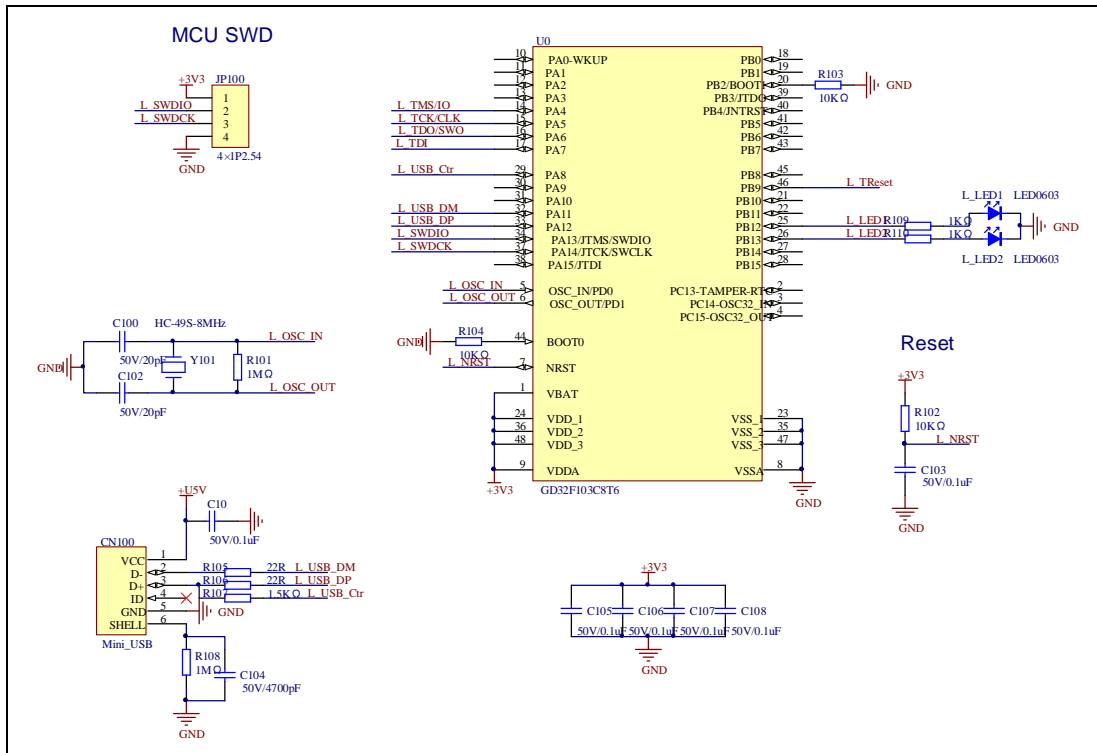 MCU SWD
+3V3
JP100
L_SWDIO
L_SWDCK
1
2
3
4
GND
4×1P2.54
U0
10 PA0-WKUP
11 PA1
12 PA2
13 PA3
L_TMS/IO 14 PA4
L_TCK/CLK 15 PA5
L_TDO/SWO 16 PA6
L_TDI 17 PA7
L_USB_Ctr 29 PA8
30 PA9
31 PA10
L_USB_DM 32 PA11
L_USB_DP 33 PA12
L_SWDIO 34 PA13/JTMS/SWDIO
L_SWDCK 37 PA14/JTCK/SWCLK
38 PA15/JTDI
L_OSC_IN 5 OSC_IN/PD0
L_OSC_OUT 6 OSC_OUT/PD1
GND R104 10KΩ 44 BOOT0
L_NRST 7 NRST
1 VBAT
24 VDD_1
36 VDD_2
48 VDD_3
9 VDDA
+3V3
GD32F103C8T6
PB0 18
PB1 19
PB2/BOOT1 20 R103 10KΩ GND
PB3/JTDO 39
PB4/JNTRST 40
PB5 41
PB6 42
PB7 43
PB8 45
PB9 46 L_TReset
PB10 21
PB11 22
PB12 25 L_LED1 R109 1KΩ
PB13 26 L_LED2 R110 1KΩ
PB14 27
PB15 28
L_LED1 LED0603
GND
L_LED2 LED0603
PC13-TAMPER-RTC 2
PC14-OSC32_IN 3
PC15-OSC32_OUT 4
VSS_1 23
VSS_2 35
VSS_3 47
VSSA 8
GND
C100 HC-49S-8MHz
L_OSC_IN
50V/20pF
Y101
R101
1MΩ
GND
C102
L_OSC_OUT
50V/20pF
Reset
+3V3
R102
10KΩ
L_NRST
C103
50V/0.1uF
GND
+U5V
C10
50V/0.1uF
CN100
VCC 1
D- 2 R105 22R L_USB_DM
D+ 3 R106 22R L_USB_DP
ID 4 R107 1.5KΩ L_USB_Ctr
GND 5 GND
SHELL 6
Mini_USB
R108
1MΩ
C104
50V/4700pF
GND
+3V3
C105 C106 C107 C108
50V/0.1uF 50V/0.1uF 50V/0.1uF 50V/0.1uF
GND